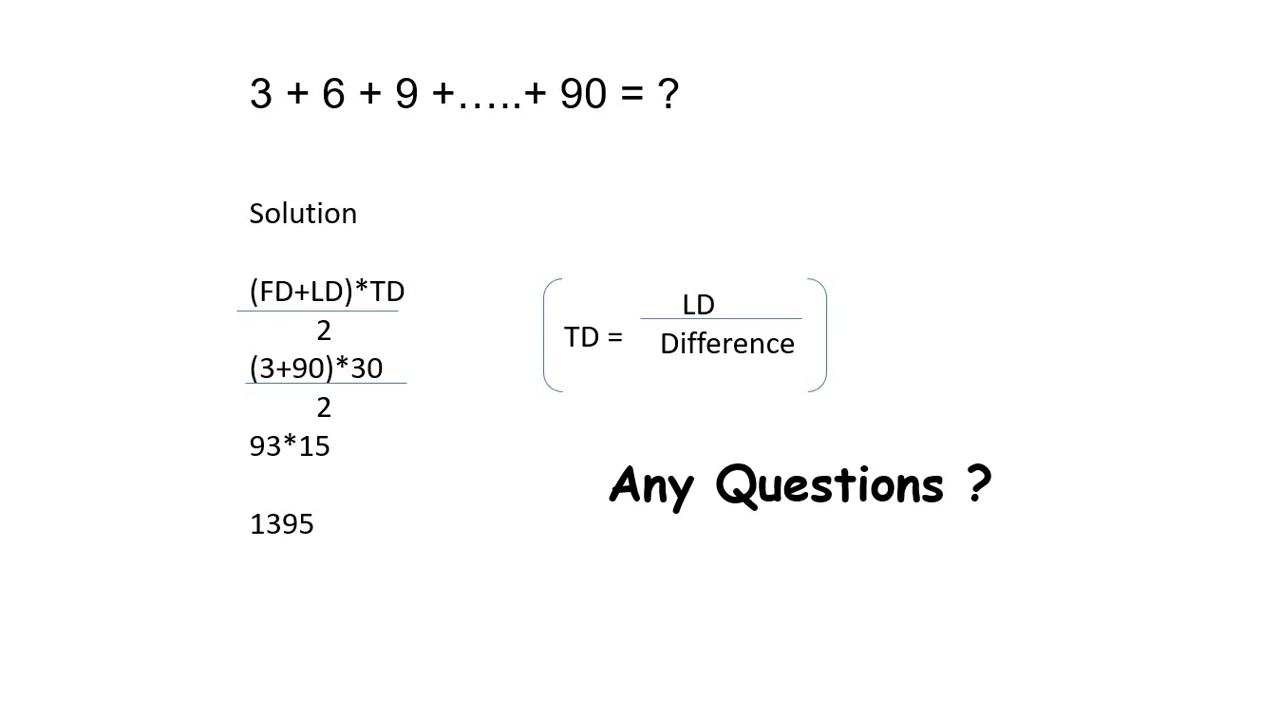 3 + 6 + 9 +.....+ 90 = ?
Solution
(FD+LD)*TD
2
(3+90)*30
2
93*15
1395
LD
TD =
Difference
Any Questions ?